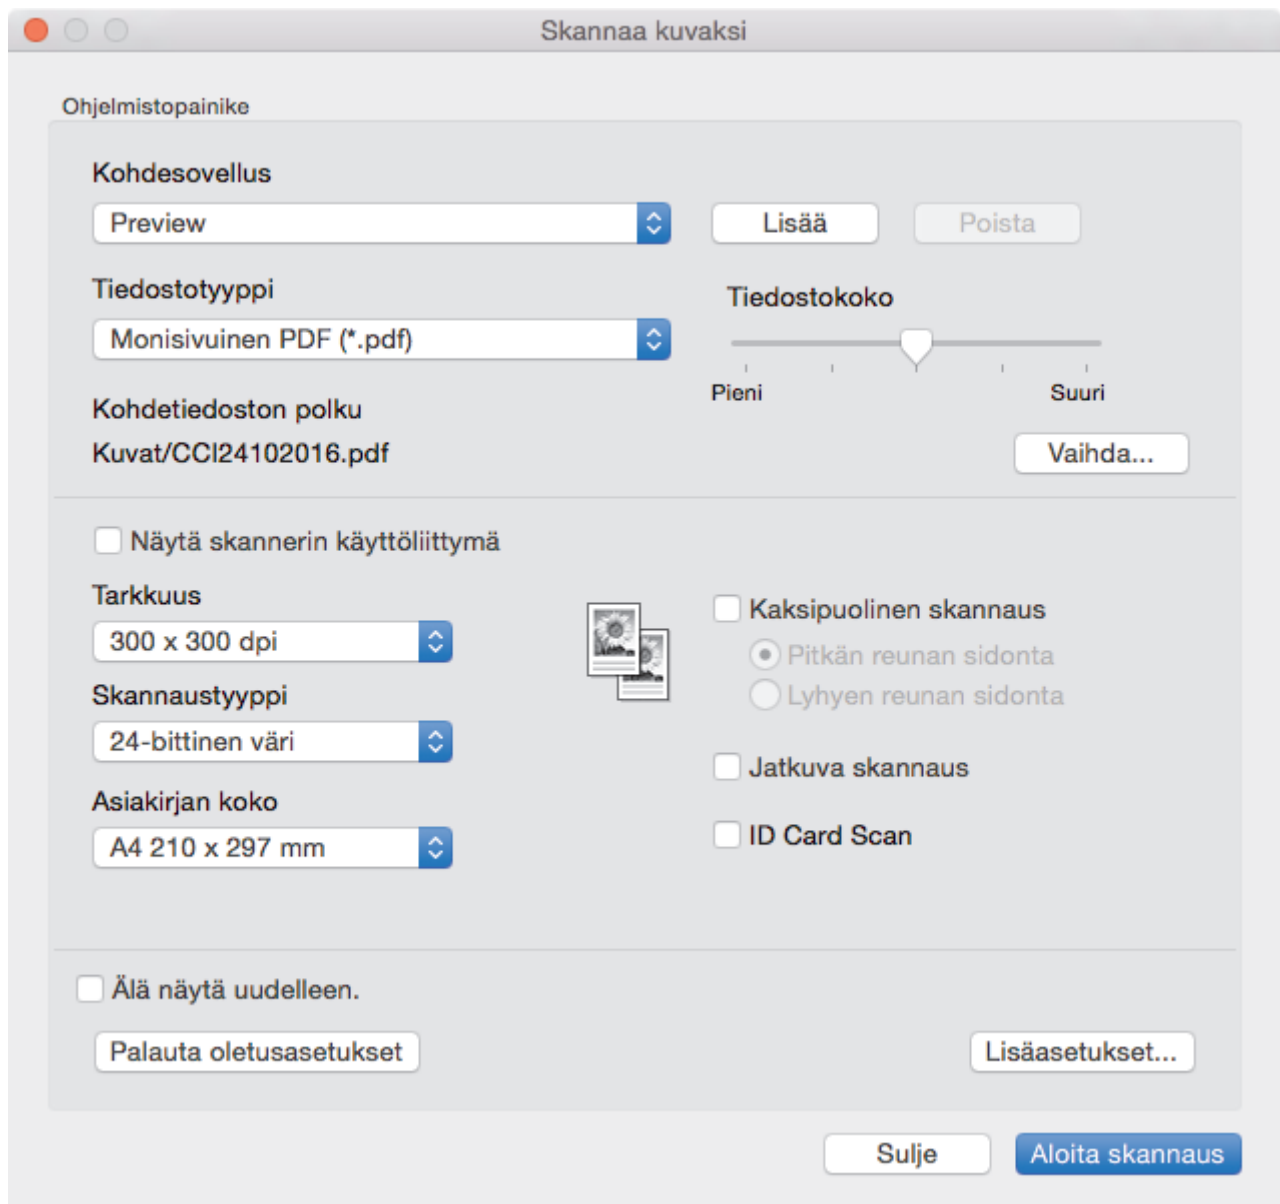 Skannaa kuvaksi
Ohjelmistopainike
Kohdesovellus
Preview
Lisää
Poista
Tiedostotyyppi
Tiedostokoko
Monisivuinen PDF (*.pdf)
Pieni
Suuri
Kohdetiedoston polku
Kuvat/CCI24102016.pdf
Vaihda...
Näytä skannerin käyttöliittymä
Tarkkuus
300 x 300 dpi
Kaksipuolinen skannaus
Pitkän reunan sidonta
Lyhyen reunan sidonta
Skannaustyyppi
24-bittinen väri
Jatkuva skannaus
Asiakirjan koko
A4 210 x 297 mm
ID Card Scan
Älä näytä uudelleen.
Palauta oletusasetukset
Lisäasetukset...
Sulje
Aloita skannaus